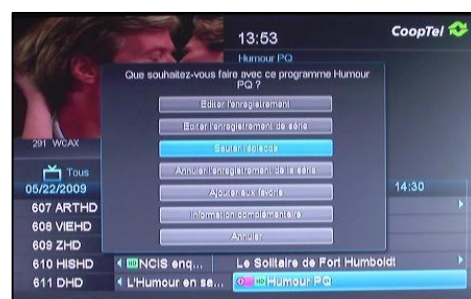 13:53
CoopTel
Humour PQ
Que souhaitez-vous faire avec ce programme Humour
PQ ?
Editer l'enregistrement
Editer l'enregistrement de série
Sauter l'épisode
Annuler l'enregistrement de la série
Ajouter aux favoris
Information complémentaire
Annuler
291 WCAX
Tous
05/22/2009
14:30
607 ARTHD
608 VIEHD
609 ZHD
610 HISHD
NCIS enq...
Le Solitaire de Fort Humboldt
611 DHD
L'Humour en sa...
HD Humour PQ